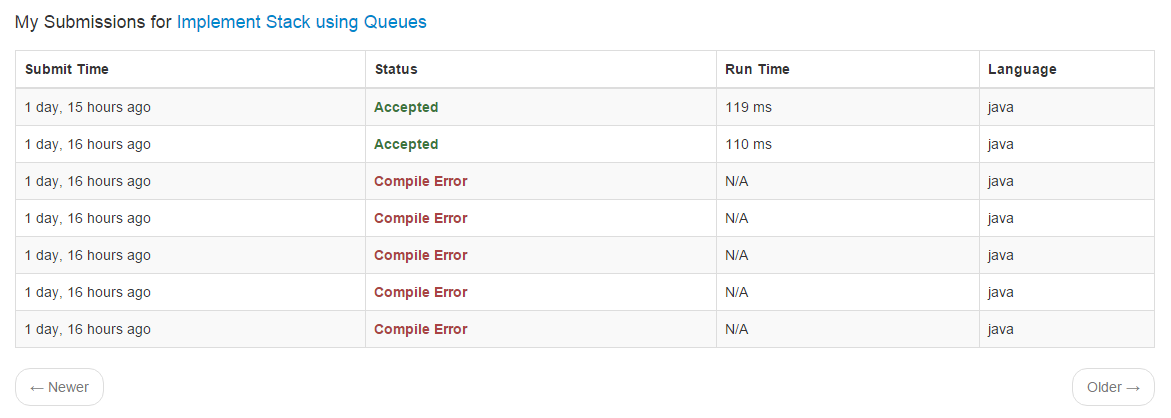 My Submissions for Implement Stack using Queues
Submit Time Status Run Time Language
1 day, 15 hours ago Accepted 119 ms java
1 day, 16 hours ago Accepted 110 ms java
1 day, 16 hours ago Compile Error N/A java
1 day, 16 hours ago Compile Error N/A java
1 day, 16 hours ago Compile Error N/A java
1 day, 16 hours ago Compile Error N/A java
1 day, 16 hours ago Compile Error N/A java
← Newer Older →